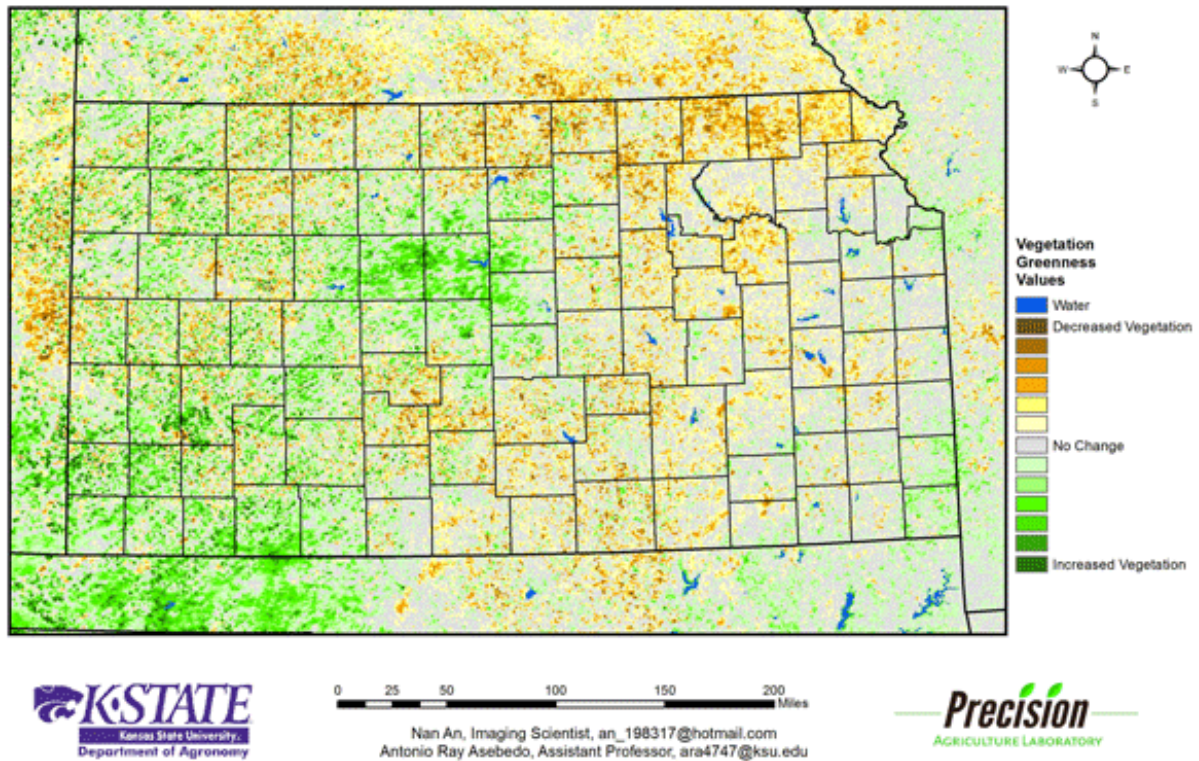 N
W E
S
Vegetation
Greenness
Values
Water
Decreased Vegetation
No Change
Increased Vegetation
K-STATE
Kansas State University.
Department of Agronomy
0 25 50 100 150 200
Miles
Nan An, Imaging Scientist, an_198317@hotmail.com
Antonio Ray Asebedo, Assistant Professor, ara4747@ksu.edu
Precision
AGRICULTURE LABORATORY